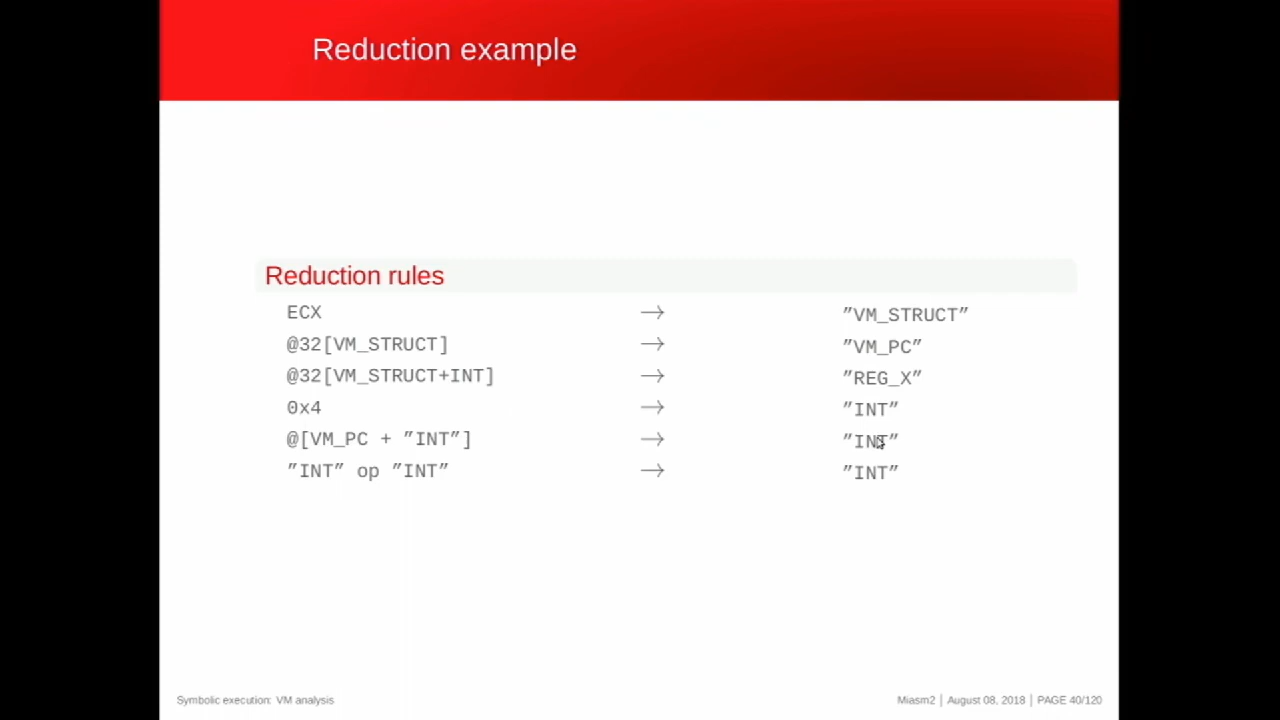 Reduction example
Reduction rules
ECX → ”VM_STRUCT”
@32[VM_STRUCT] → ”VM_PC”
@32[VM_STRUCT+INT] → ”REG_X”
0x4 → ”INT”
@[VM_PC + ”INT”] → ”INT”
”INT” op ”INT” → ”INT”
Symbolic execution: VM analysis Miasm2 | August 08, 2018 | PAGE 40/120